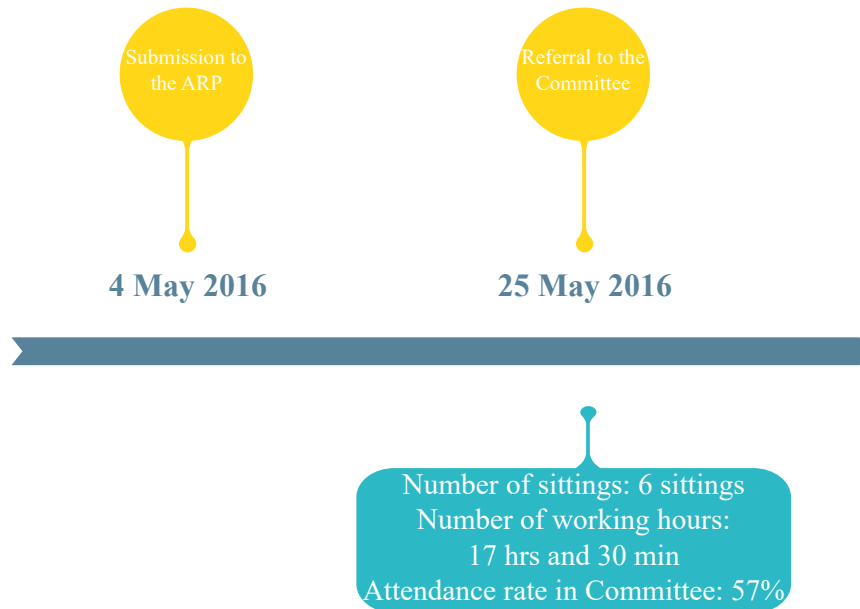 Submission to
the ARP
Referral to the
Committee
4 May 2016
25 May 2016
Number of sittings: 6 sittings
Number of working hours:
17 hrs and 30 min
Attendance rate in Committee: 57%